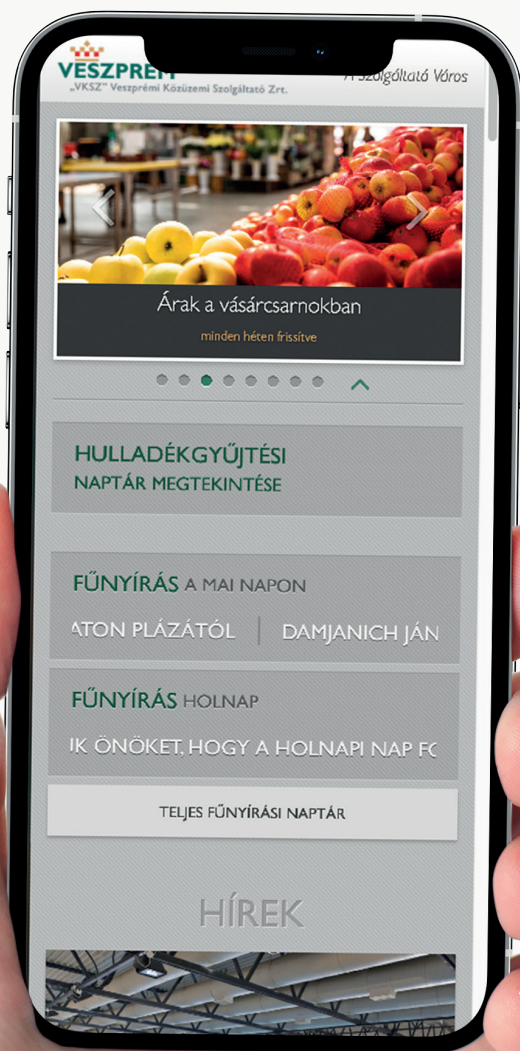 VESZPRÉM
„VKSZ” Veszprémi Közüzemi Szolgáltató Zrt.
A Szolgáltató Város
Árak a vásárcsarnokban
minden héten frissítve
HULLADÉKGYŰJTÉSI
NAPTÁR MEGTEKINTÉSE
FŰNYÍRÁS A MAI NAPON
ATON PLÁZÁTÓL | DAMJANICH JÁN
FŰNYÍRÁS HOLNAP
IK ÖNÖKET, HOGY A HOLNAPI NAP FO
TELJES FŰNYÍRÁSI NAPTÁR
HÍREK